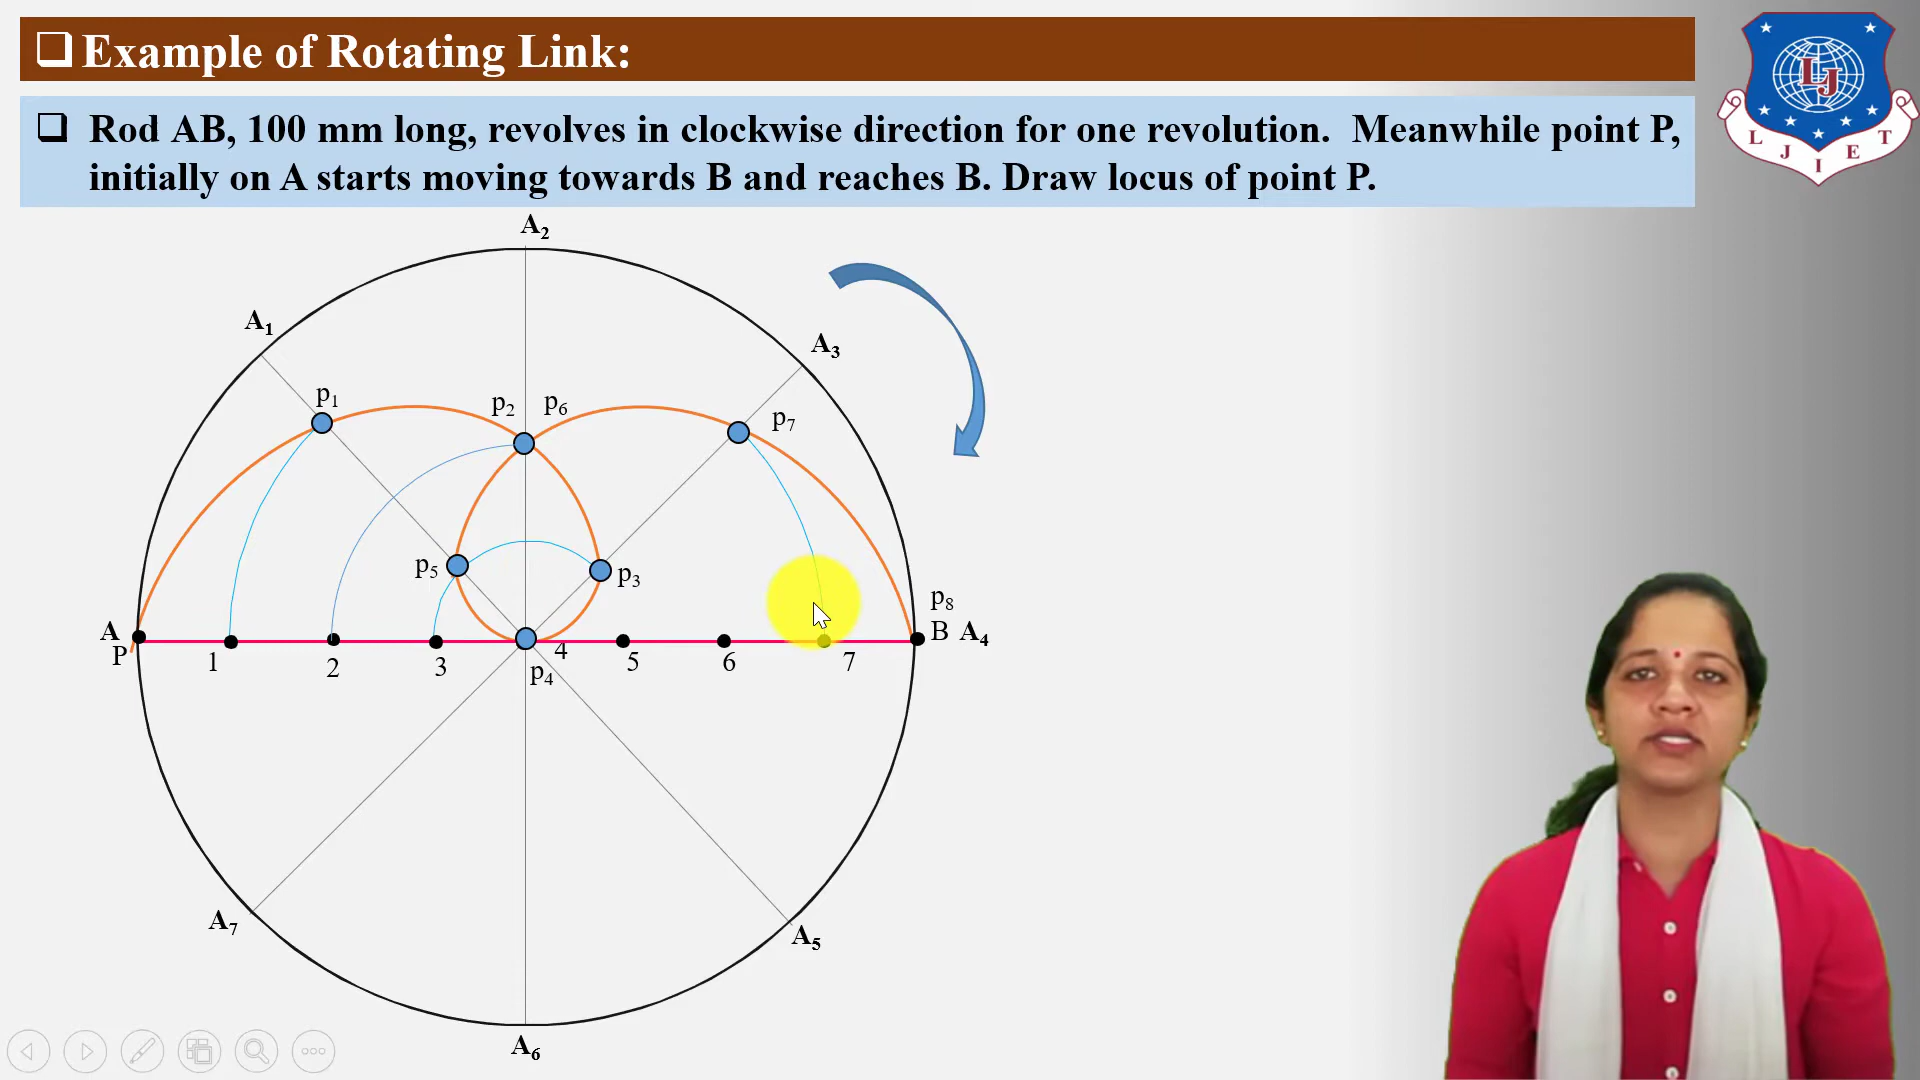 Example of Rotating Link:
Rod AB, 100 mm long, revolves in clockwise direction for one revolution. Meanwhile point P,
initially on A starts moving towards B and reaches B. Draw locus of point P.
LJ
L J I E T
A₂
A₁
A₃
p₁
p₂ p₆
p₇
p₅
p₃
p₈
A
B A₄
P
1 2 3 4 5 6 7
p₄
A₇
A₅
A₆